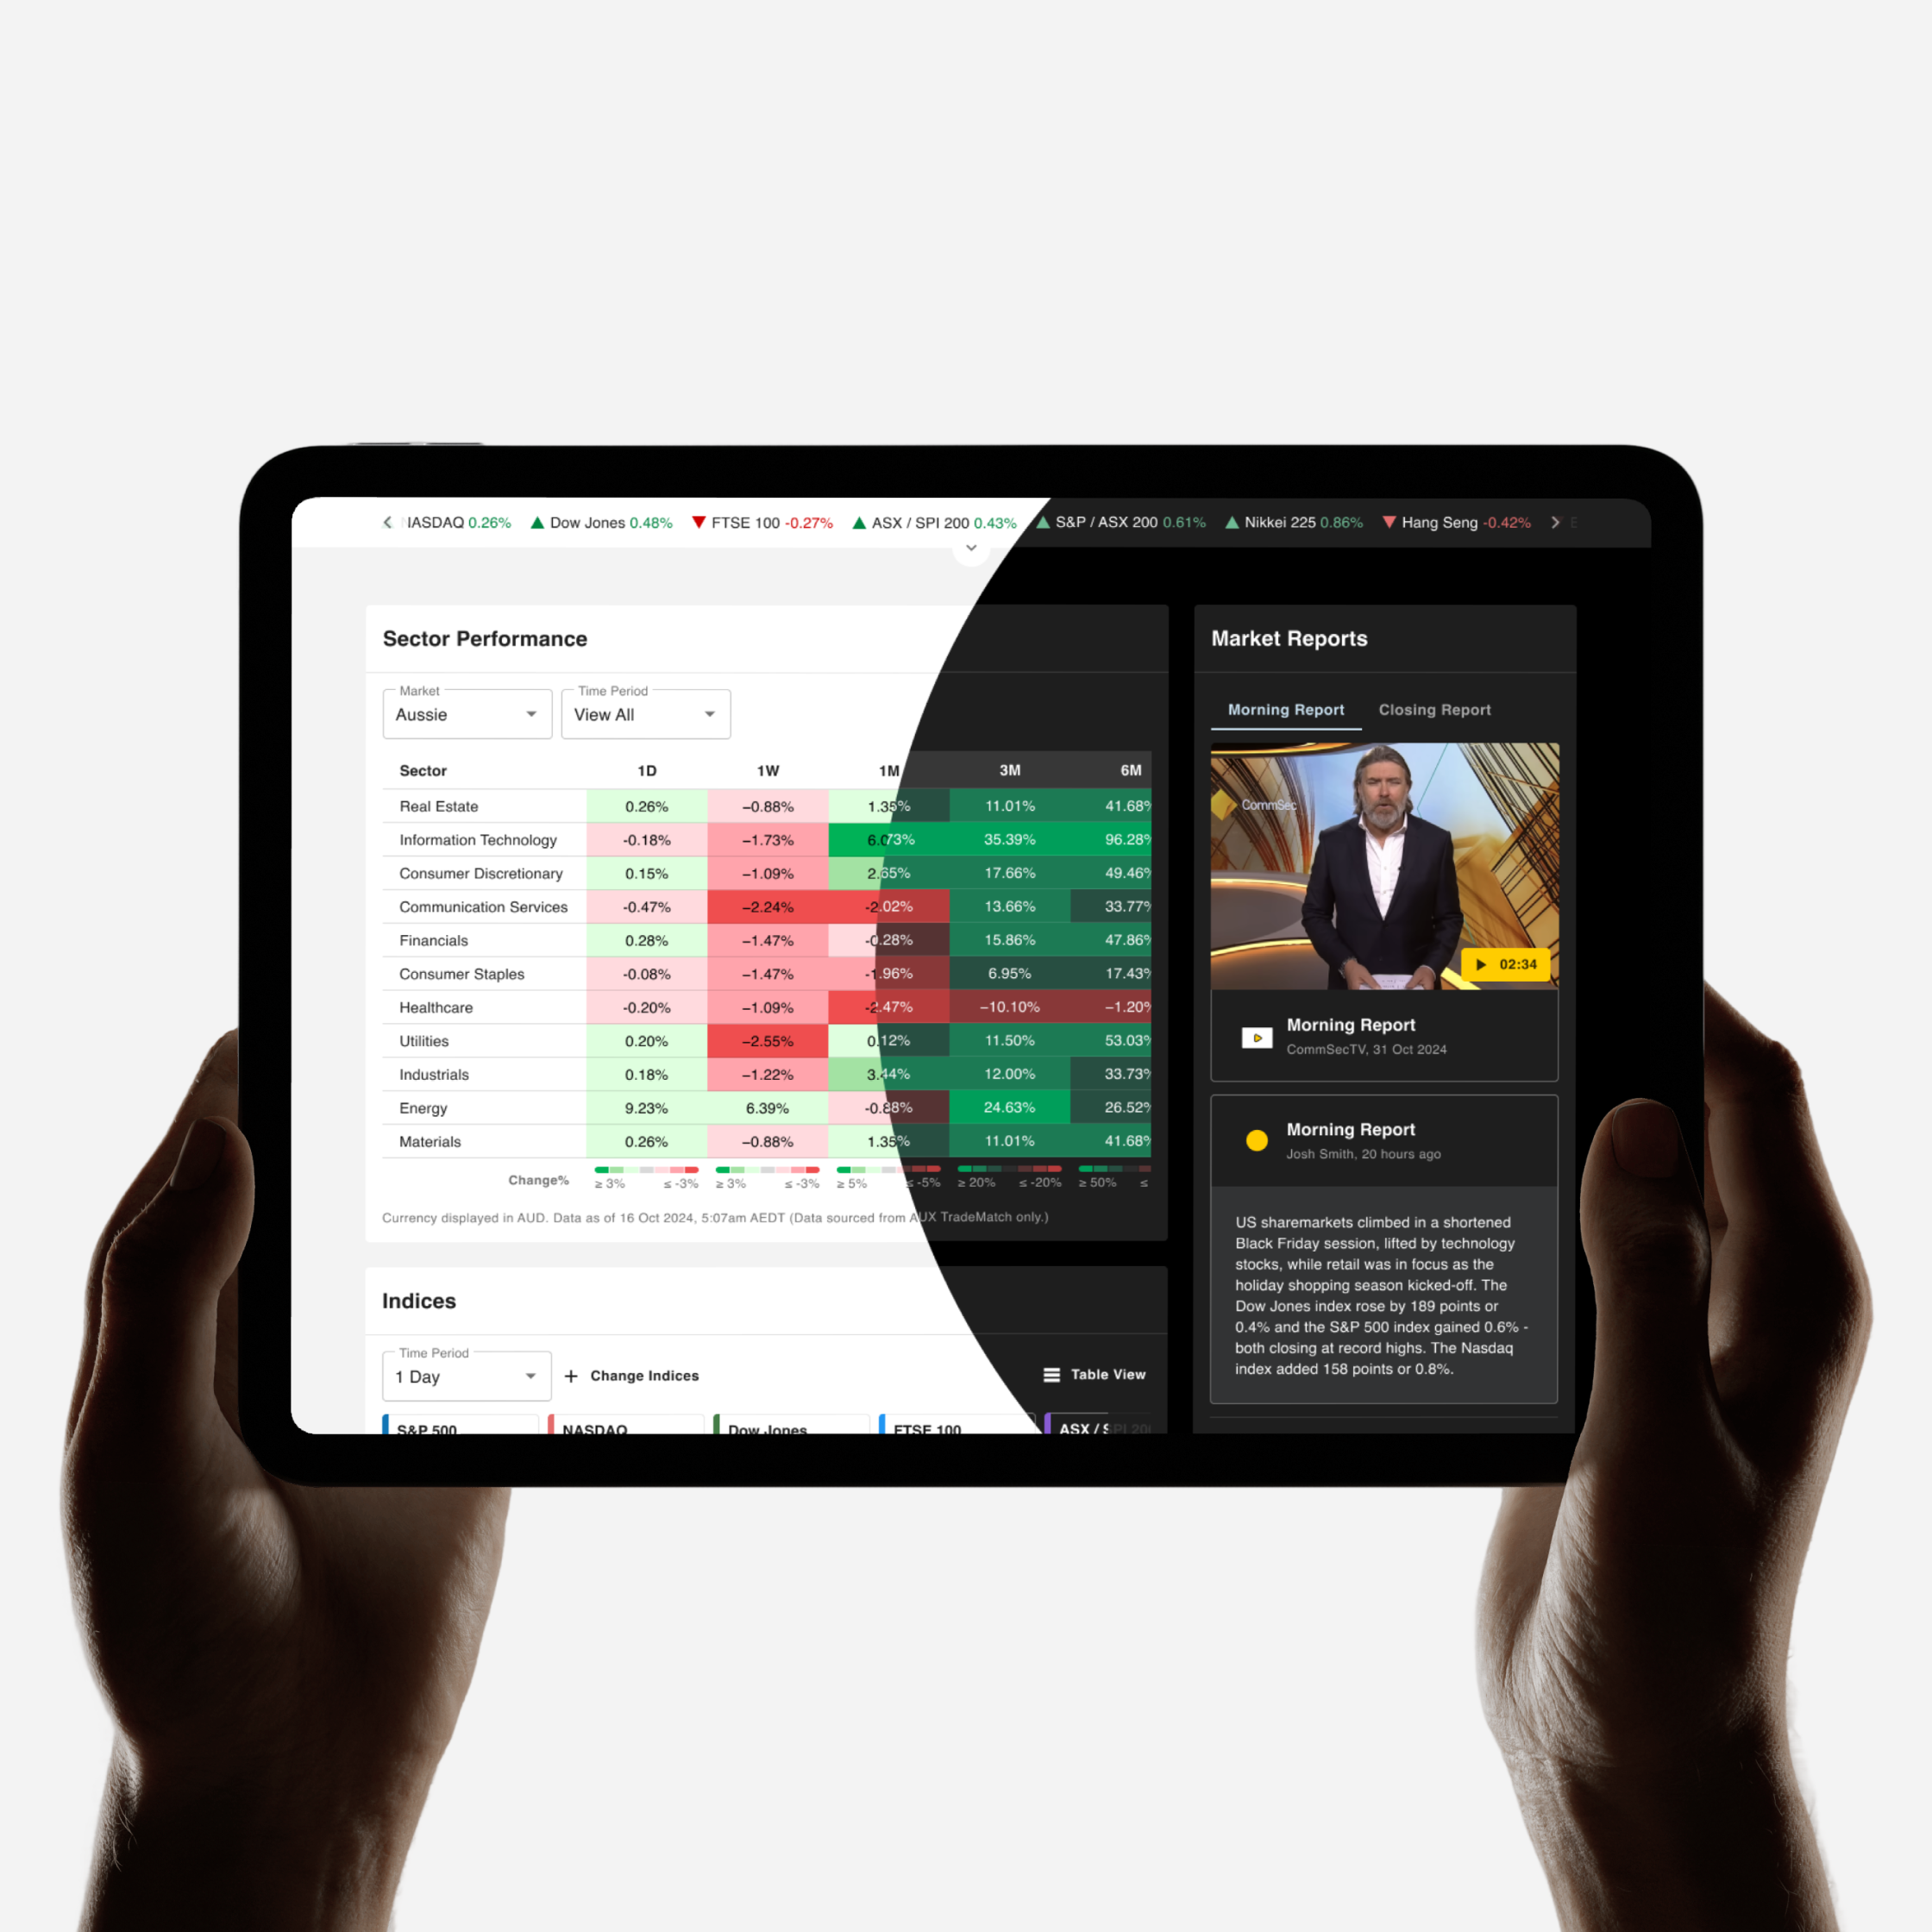 IASDAQ 0.26% Dow Jones 0.48% FTSE 100 -0.27% ASX / SPI 200 0.43% S&P / ASX 200 0.61% Nikkei 225 0.86% Hang Seng -0.42% E
Sector Performance
Market
Aussie
Time Period
View All
Sector 1D 1W 1M 3M 6M
Real Estate 0.26% –0.88% 1.35% 11.01% 41.68%
Information Technology -0.18% –1.73% 6.073% 35.39% 96.28%
Consumer Discretionary 0.15% –1.09% 2.65% 17.66% 49.46%
Communication Services -0.47% –2.24% -2.02% 13.66% 33.77%
Financials 0.28% –1.47% -0.28% 15.86% 47.86%
Consumer Staples -0.08% –1.47% -1.96% 6.95% 17.43%
Healthcare -0.20% –1.09% -2.47% –10.10% –1.20%
Utilities 0.20% –2.55% 0.12% 11.50% 53.03%
Industrials 0.18% –1.22% 3.44% 12.00% 33.73%
Energy 9.23% 6.39% -0.88% 24.63% 26.52%
Materials 0.26% –0.88% 1.35% 11.01% 41.68%
Change% ≥ 3% ≤ -3% ≥ 3% ≤ -3% ≥ 5% ≤ -5% ≥ 20% ≤ -20% ≥ 50% ≤
Currency displayed in AUD. Data as of 16 Oct 2024, 5:07am AEDT (Data sourced from AUX TradeMatch only.)
Indices
Time Period
1 Day
Change Indices
Table View
S&P 500 NASDAQ Dow Jones FTSE 100 ASX / SPI 200
Market Reports
Morning Report Closing Report
CommSec
02:34
Morning Report
CommSecTV, 31 Oct 2024
Morning Report
Josh Smith, 20 hours ago
US sharemarkets climbed in a shortened
Black Friday session, lifted by technology
stocks, while retail was in focus as the
holiday shopping season kicked-off. The
Dow Jones index rose by 189 points or
0.4% and the S&P 500 index gained 0.6% -
both closing at record highs. The Nasdaq
index added 158 points or 0.8%.